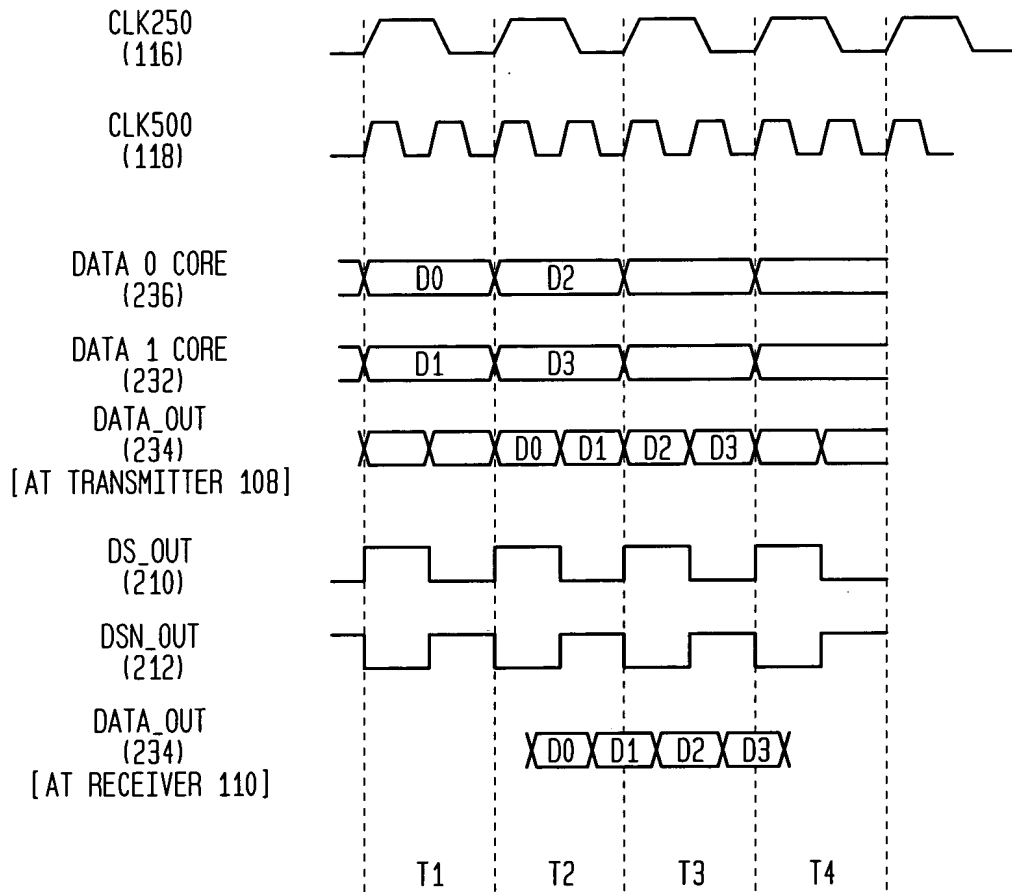 CLK250
(116)
CLK500
(118)
DATA 0 CORE
(236)
D0 D2
DATA 1 CORE
(232)
D1 D3
DATA_OUT
(234)
[AT TRANSMITTER 108]
D0 D1 D2 D3
DS_OUT
(210)
DSN_OUT
(212)
DATA_OUT
(234)
[AT RECEIVER 110]
D0 D1 D2 D3
T1 T2 T3 T4